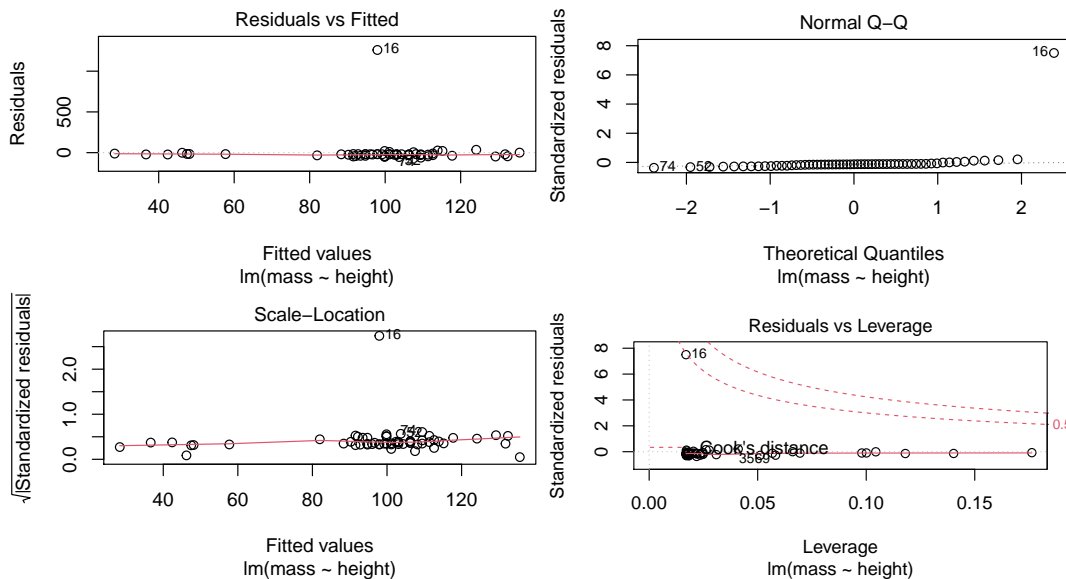 Residuals vs Fitted
Residuals
0 500
16
752
40 60 80 100 120
Fitted values
lm(mass ~ height)
Normal Q−Q
Standardized residuals
0 2 4 6 8
16
74 52
−2 −1 0 1 2
Theoretical Quantiles
lm(mass ~ height)
Scale−Location
√|Standardized residuals|
0.0 1.0 2.0
16
40 60 80 100 120
Fitted values
lm(mass ~ height)
Residuals vs Leverage
Standardized residuals
0 2 4 6 8
16
Cook's distance
3569
0.5
0.00 0.05 0.10 0.15
Leverage
lm(mass ~ height)